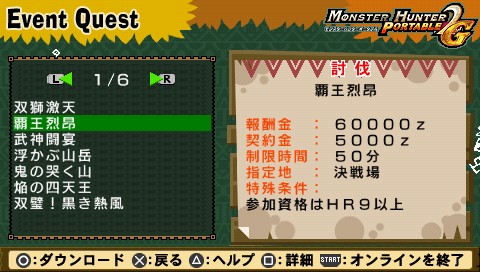 Event Quest
MONSTER HUNTER
PORTABLE 2nd G
L 1/6 R
双獅激天
覇王烈昂
武神闘宴
浮かぶ山岳
鬼の哭く山
焔の四天王
双璧！黒き熱風
討伐
覇王烈昂
報酬金 ： 60000z
契約金 ： 5000z
制限時間： 50分
指定地 ： 決戦場
特殊条件：
参加資格はHR9以上
○:ダウンロード ×:戻る △:ヘルプ □:詳細 START:オンラインを終了